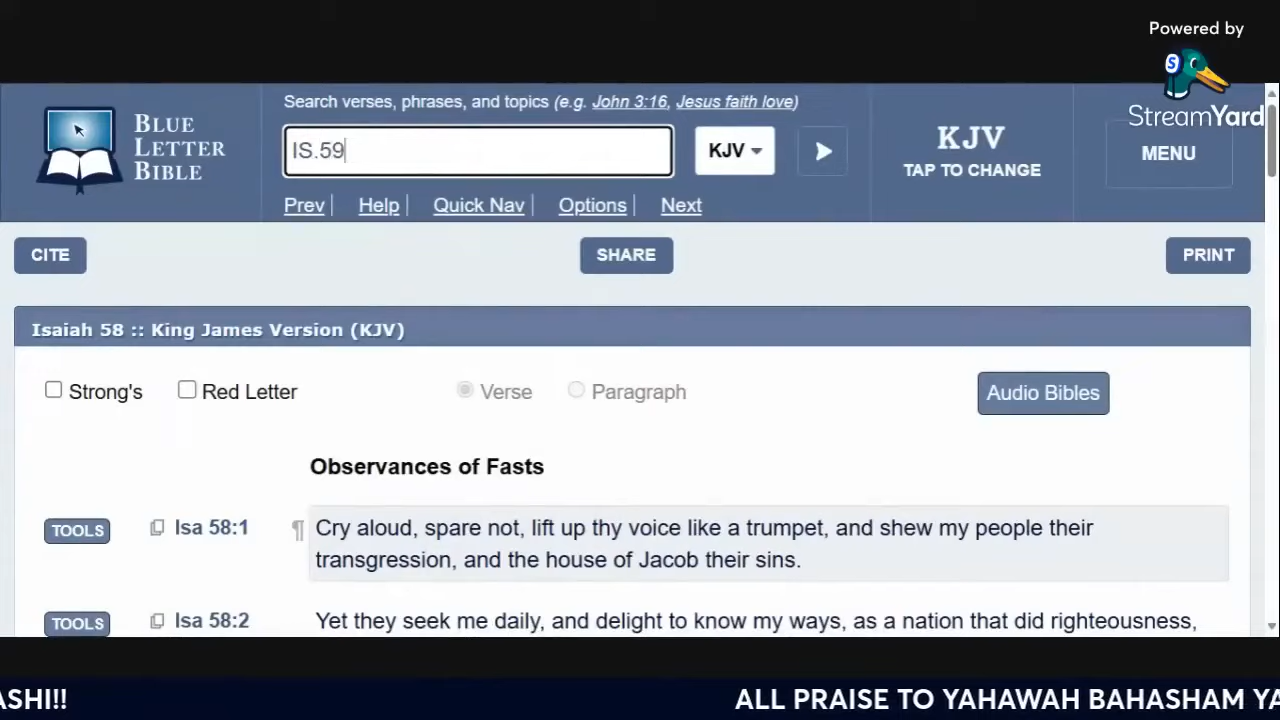 Powered by
StreamYard
Search verses, phrases, and topics (e.g. John 3:16, Jesus faith love)
BLUE
LETTER
BIBLE
IS.59
KJV
KJV
TAP TO CHANGE
MENU
Prev | Help | Quick Nav | Options | Next
CITE
SHARE
PRINT
Isaiah 58 :: King James Version (KJV)
Strong's Red Letter Verse Paragraph Audio Bibles
Observances of Fasts
TOOLS Isa 58:1 ¶ Cry aloud, spare not, lift up thy voice like a trumpet, and shew my people their
transgression, and the house of Jacob their sins.
TOOLS Isa 58:2 Yet they seek me daily, and delight to know my ways, as a nation that did righteousness,
ASHI!! ALL PRAISE TO YAHAWAH BAHASHAM YA